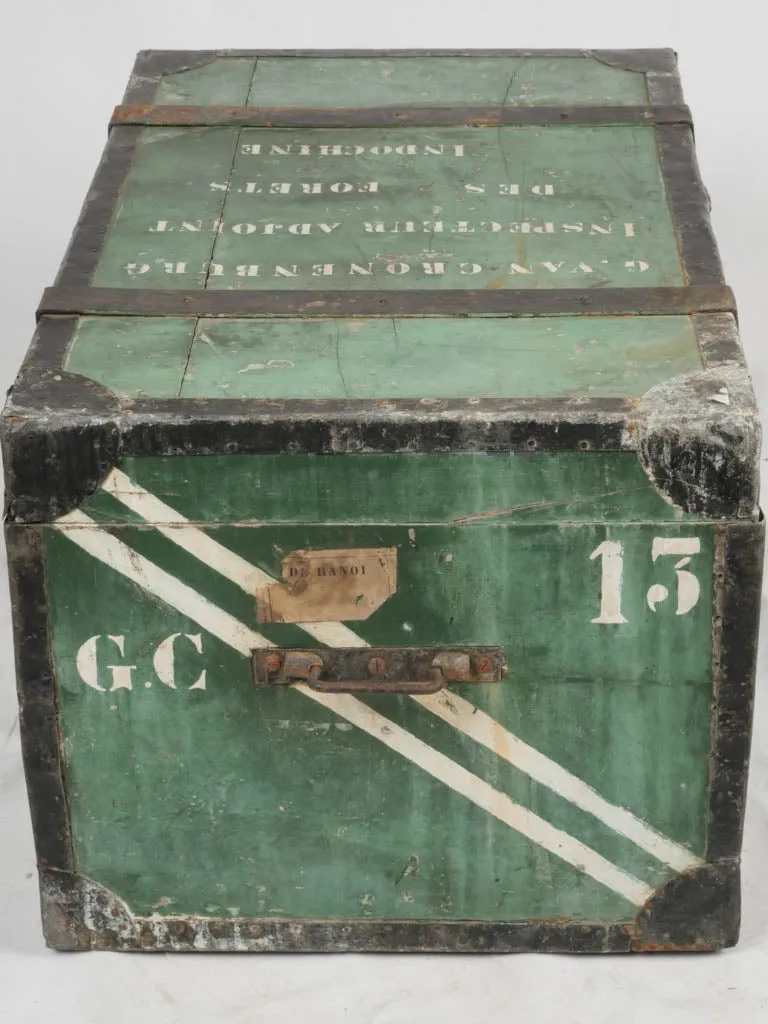 G. VAN CRONENBURG
INSPECTEUR ADJOINT
DES FORETS
INDOCHINE
DE HANOI
13
G.C